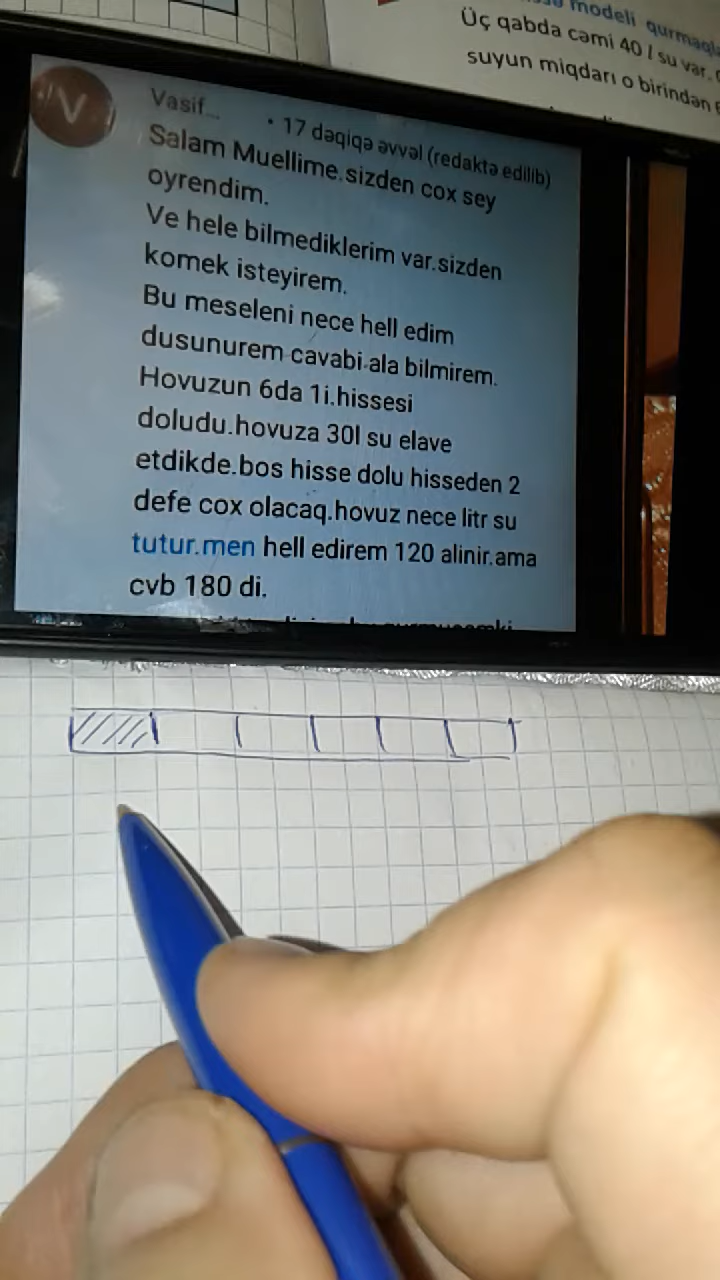 modeli qurmaqla
Üç qabda cəmi 40 l su var.
suyun miqdarı o birindən
Vasif... • 17 dəqiqə əvvəl (redaktə edilib)
Salam Muellime.sizden cox sey
oyrendim.
Ve hele bilmediklerim var.sizden
komek isteyirem.
Bu meseleni nece hell edim
dusunurem cavabi.ala bilmirem.
Hovuzun 6da 1i.hissesi
doludu.hovuza 30l su elave
etdikde.bos hisse dolu hisseden 2
defe cox olacaq.hovuz nece litr su
tutur.men hell edirem 120 alinir.ama
cvb 180 di.